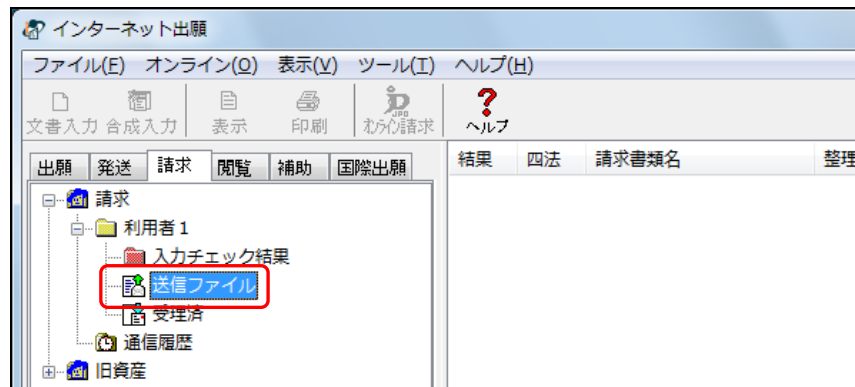 インターネット出願
ファイル(F) オンライン(O) 表示(V) ツール(T) ヘルプ(H)
文書入力 合成入力 表示 印刷 オンライン請求 ヘルプ
出願 発送 請求 閲覧 補助 国際出願
結果 四法 請求書類名 整理
請求
利用者1
入力チェック結果
送信ファイル
受理済
通信履歴
旧資産